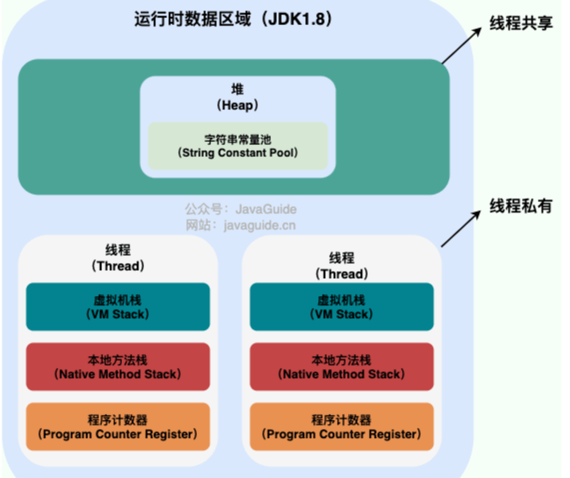 运行时数据区域（JDK1.8）
线程共享
堆
（Heap）
字符串常量池
（String Constant Pool）
公众号：JavaGuide
网站：javaguide.cn
线程私有
线程
（Thread）
虚拟机栈
（VM Stack）
本地方法栈
（Native Method Stack）
程序计数器
（Program Counter Register）
线程
（Thread）
虚拟机栈
（VM Stack）
本地方法栈
（Native Method Stack）
程序计数器
（Program Counter Register）